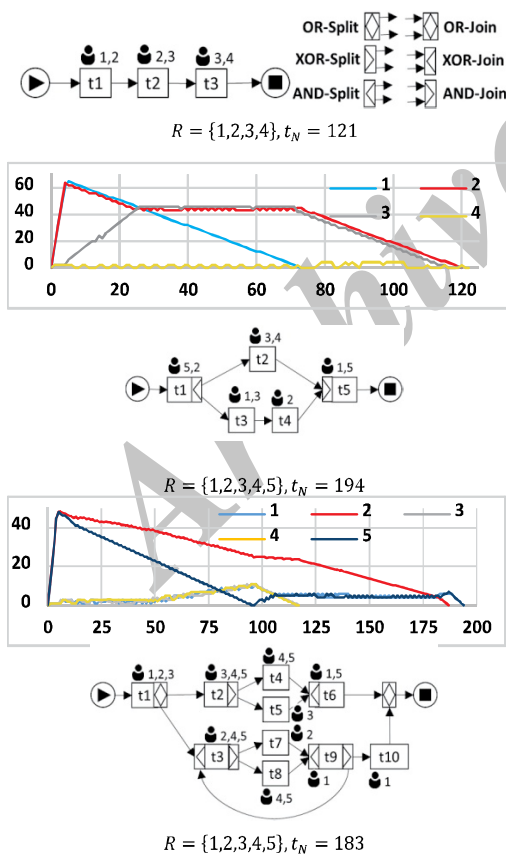 OR-Split OR-Join
1,2 2,3 3,4
XOR-Split XOR-Join
t1 t2 t3
AND-Split AND-Join
R = {1,2,3,4}, t_N = 121
60
1 2
40
3 4
20
0
0 20 40 60 80 100 120
3,4
5,2 t2 1,5
t1 t5
1,3 2
t3 t4
R = {1,2,3,4,5}, t_N = 194
40
1 2 3
20
4 5
0
0 25 50 75 100 125 150 175 200
4,5
1,2,3 3,4,5 t4 1,5
t1 t2 t6
t5 3
2,4,5 2
t3 t7 t9 t10
t8 1 1
4,5
R = {1,2,3,4,5}, t_N = 183